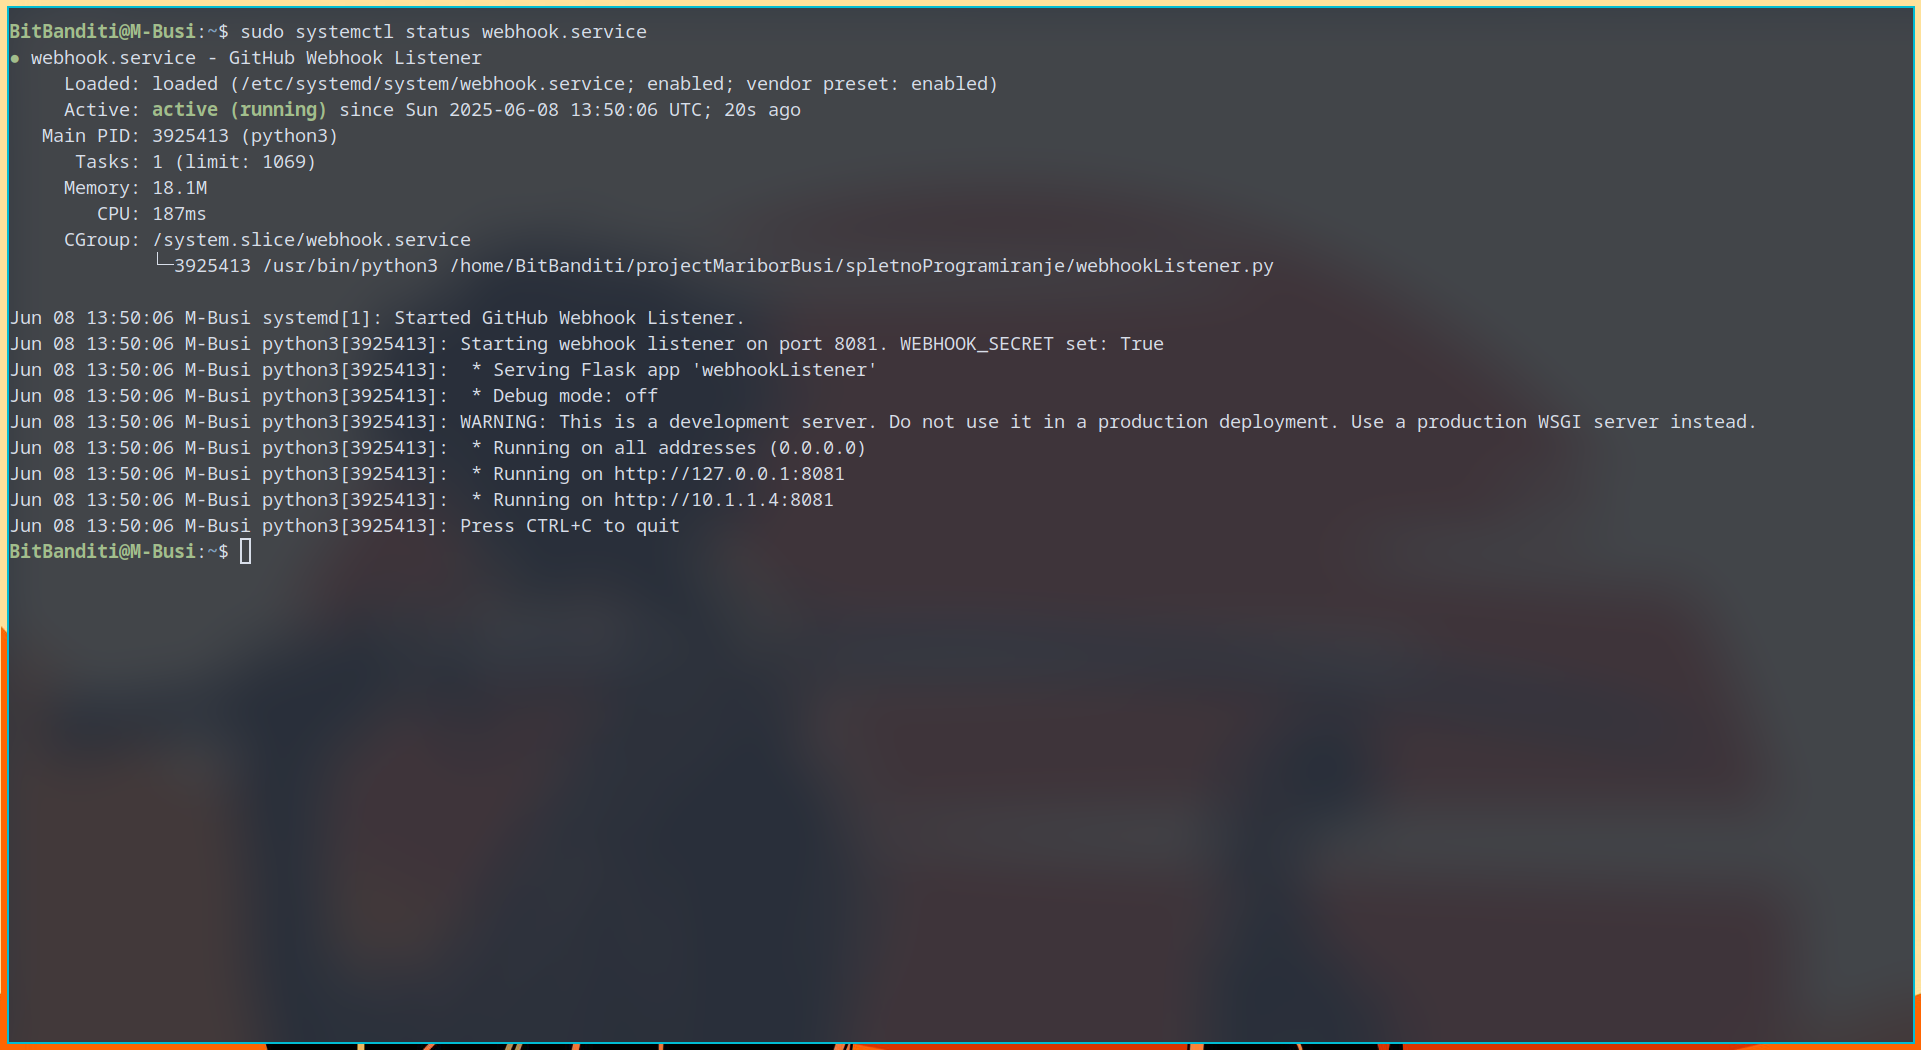 BitBanditi@M-Busi:~$ sudo systemctl status webhook.service
● webhook.service - GitHub Webhook Listener
     Loaded: loaded (/etc/systemd/system/webhook.service; enabled; vendor preset: enabled)
     Active: active (running) since Sun 2025-06-08 13:50:06 UTC; 20s ago
   Main PID: 3925413 (python3)
      Tasks: 1 (limit: 1069)
     Memory: 18.1M
        CPU: 187ms
     CGroup: /system.slice/webhook.service
             └─3925413 /usr/bin/python3 /home/BitBanditi/projectMariborBusi/spletnoProgramiranje/webhookListener.py

Jun 08 13:50:06 M-Busi systemd[1]: Started GitHub Webhook Listener.
Jun 08 13:50:06 M-Busi python3[3925413]: Starting webhook listener on port 8081. WEBHOOK_SECRET set: True
Jun 08 13:50:06 M-Busi python3[3925413]:  * Serving Flask app 'webhookListener'
Jun 08 13:50:06 M-Busi python3[3925413]:  * Debug mode: off
Jun 08 13:50:06 M-Busi python3[3925413]: WARNING: This is a development server. Do not use it in a production deployment. Use a production WSGI server instead.
Jun 08 13:50:06 M-Busi python3[3925413]:  * Running on all addresses (0.0.0.0)
Jun 08 13:50:06 M-Busi python3[3925413]:  * Running on http://127.0.0.1:8081
Jun 08 13:50:06 M-Busi python3[3925413]:  * Running on http://10.1.1.4:8081
Jun 08 13:50:06 M-Busi python3[3925413]: Press CTRL+C to quit
BitBanditi@M-Busi:~$